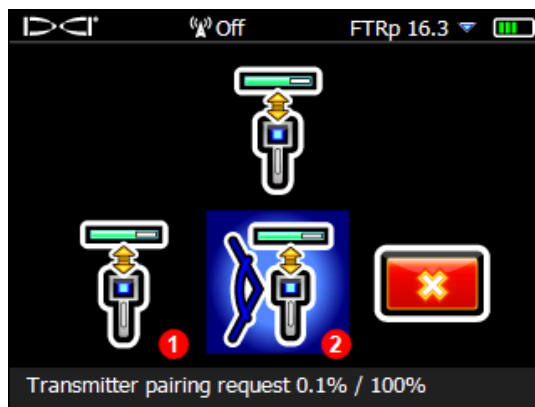 DCI Off FTRp 16.3
1 2
Transmitter pairing request 0.1% / 100%